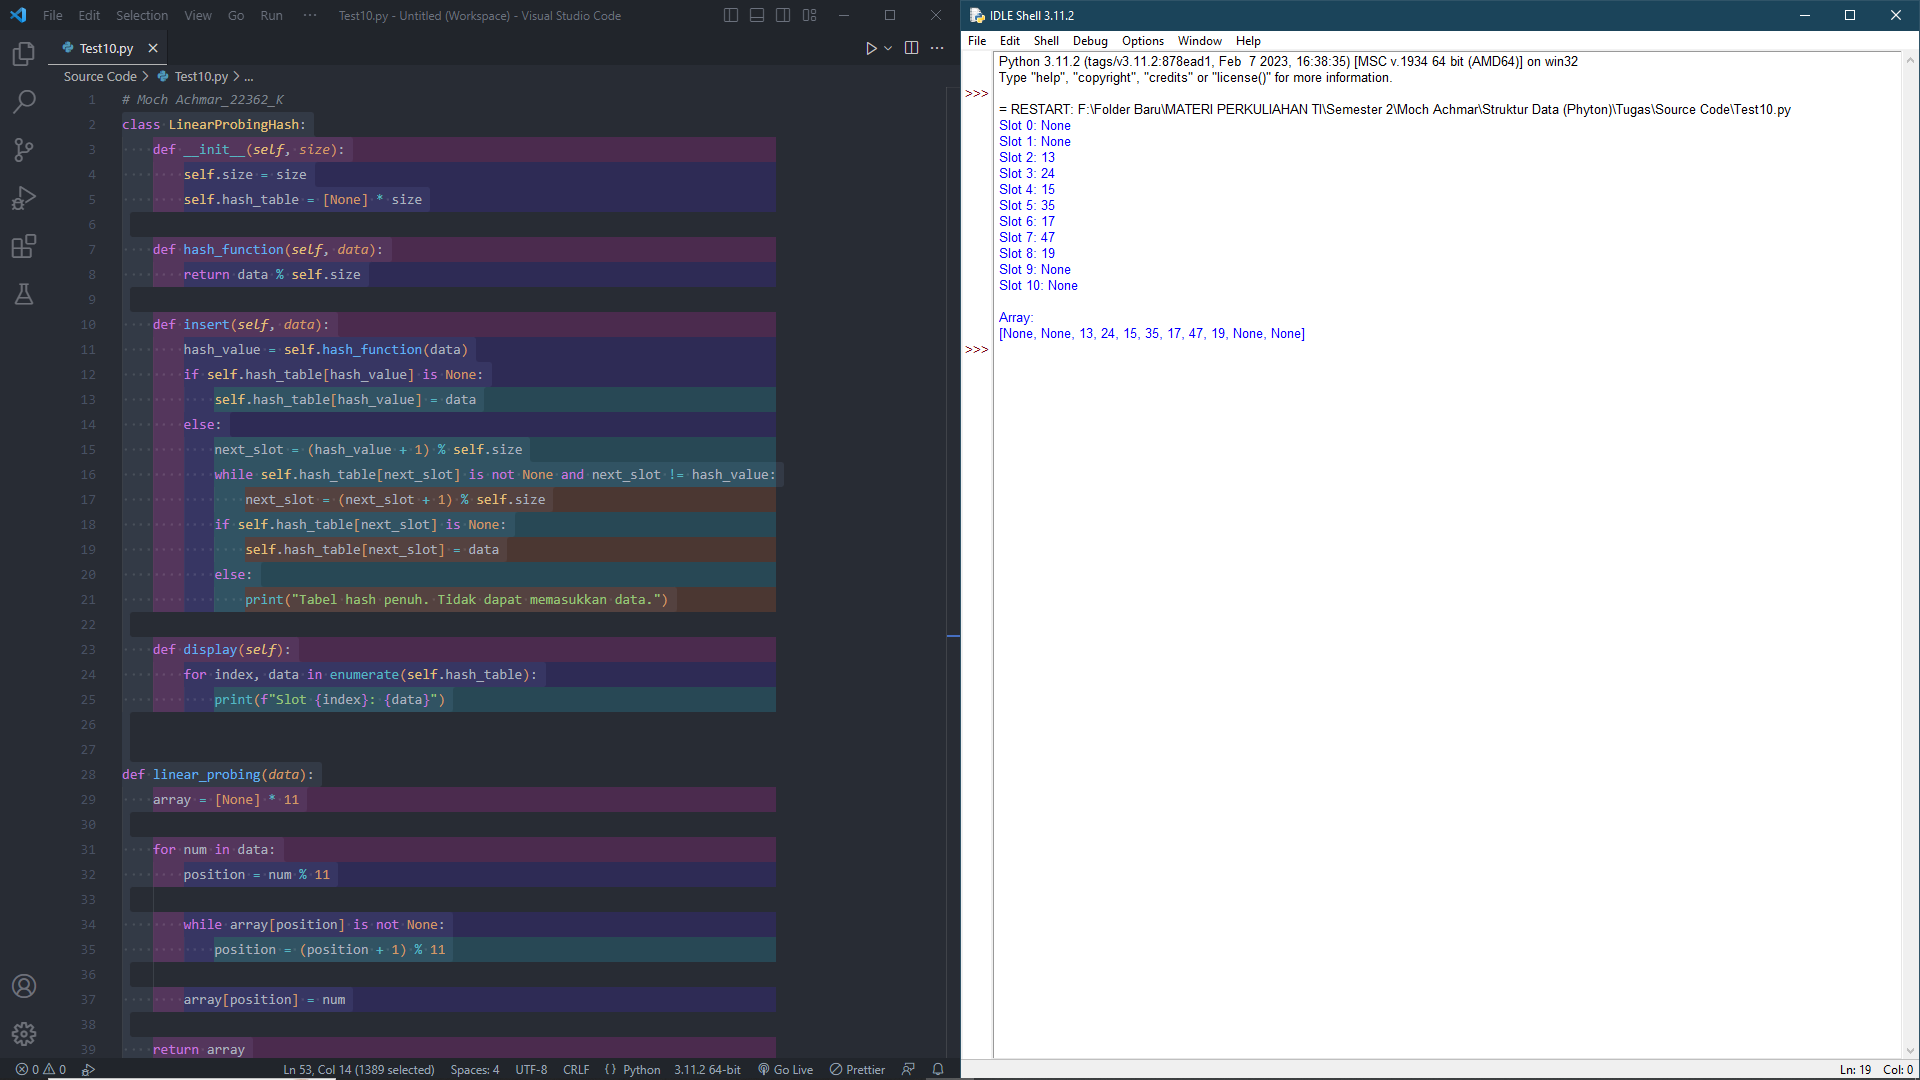 File Edit Selection View Go Run ··· Test10.py - Untitled (Workspace) - Visual Studio Code
Test10.py
Source Code > Test10.py > ...
1 # Moch Achmar_22362_K
2 class LinearProbingHash:
3 def __init__(self, size):
4 self.size = size
5 self.hash_table = [None] * size
6
7 def hash_function(self, data):
8 return data % self.size
9
10 def insert(self, data):
11 hash_value = self.hash_function(data)
12 if self.hash_table[hash_value] is None:
13 self.hash_table[hash_value] = data
14 else:
15 next_slot = (hash_value + 1) % self.size
16 while self.hash_table[next_slot] is not None and next_slot != hash_value:
17 next_slot = (next_slot + 1) % self.size
18 if self.hash_table[next_slot] is None:
19 self.hash_table[next_slot] = data
20 else:
21 print("Tabel hash penuh. Tidak dapat memasukkan data.")
22
23 def display(self):
24 for index, data in enumerate(self.hash_table):
25 print(f"Slot {index}: {data}")
26
27
28 def linear_probing(data):
29 array = [None] * 11
30
31 for num in data:
32 position = num % 11
33
34 while array[position] is not None:
35 position = (position + 1) % 11
36
37 array[position] = num
38
39 return array
0 0 Ln 53, Col 14 (1389 selected) Spaces: 4 UTF-8 CRLF {} Python 3.11.2 64-bit Go Live Prettier
IDLE Shell 3.11.2
File Edit Shell Debug Options Window Help
Python 3.11.2 (tags/v3.11.2:878ead1, Feb  7 2023, 16:38:35) [MSC v.1934 64 bit (AMD64)] on win32
Type "help", "copyright", "credits" or "license()" for more information.
>>>
= RESTART: F:\Folder Baru\MATERI PERKULIAHAN TI\Semester 2\Moch Achmar\Struktur Data (Phyton)\Tugas\Source Code\Test10.py
Slot 0: None
Slot 1: None
Slot 2: 13
Slot 3: 24
Slot 4: 15
Slot 5: 35
Slot 6: 17
Slot 7: 47
Slot 8: 19
Slot 9: None
Slot 10: None
Array:
[None, None, 13, 24, 15, 35, 17, 47, 19, None, None]
>>>
Ln: 19 Col: 0